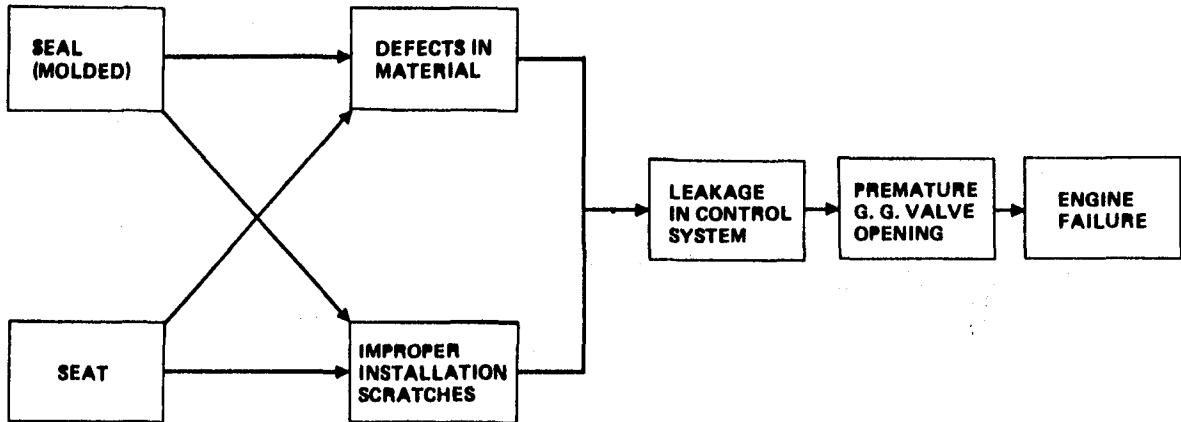 SEAL
(MOLDED)
DEFECTS IN
MATERIAL
LEAKAGE
IN CONTROL
SYSTEM
PREMATURE
G. G. VALVE
OPENING
ENGINE
FAILURE
SEAT
IMPROPER
INSTALLATION
SCRATCHES